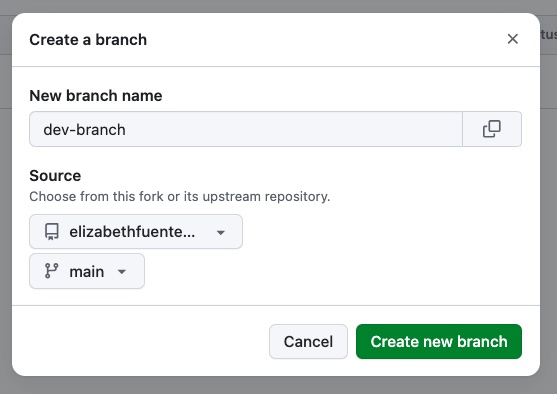 Create a branch
New branch name
dev-branch
Source
Choose from this fork or its upstream repository.
elizabethfuente...
main
Cancel
Create new branch